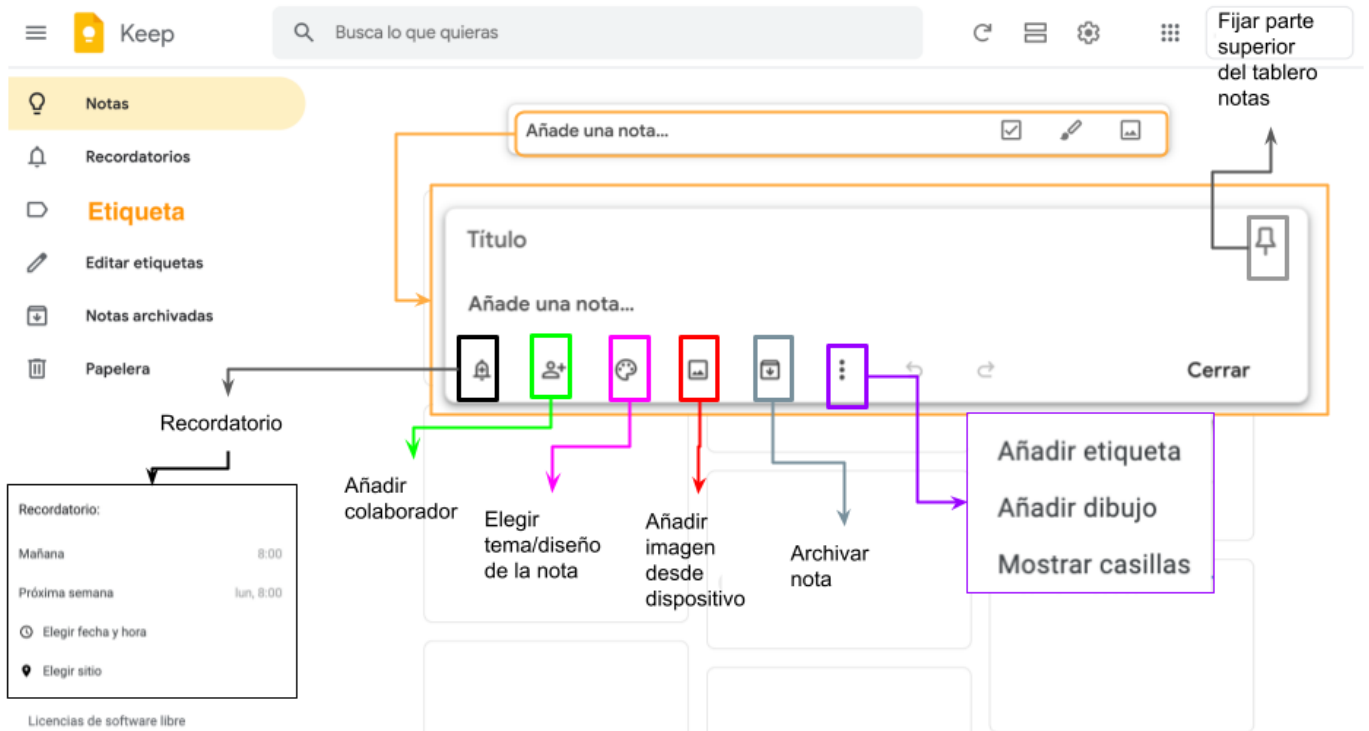 Keep
Busca lo que quieras
Fijar parte
superior
del tablero
notas
Notas
Recordatorios
Etiqueta
Editar etiquetas
Notas archivadas
Papelera
Añade una nota...
Título
Añade una nota...
Cerrar
Recordatorio
Recordatorio:
Mañana 8:00
Próxima semana lun, 8:00
Elegir fecha y hora
Elegir sitio
Licencias de software libre
Añadir
colaborador
Elegir
tema/diseño
de la nota
Añadir
imagen
desde
dispositivo
Archivar
nota
Añadir etiqueta
Añadir dibujo
Mostrar casillas